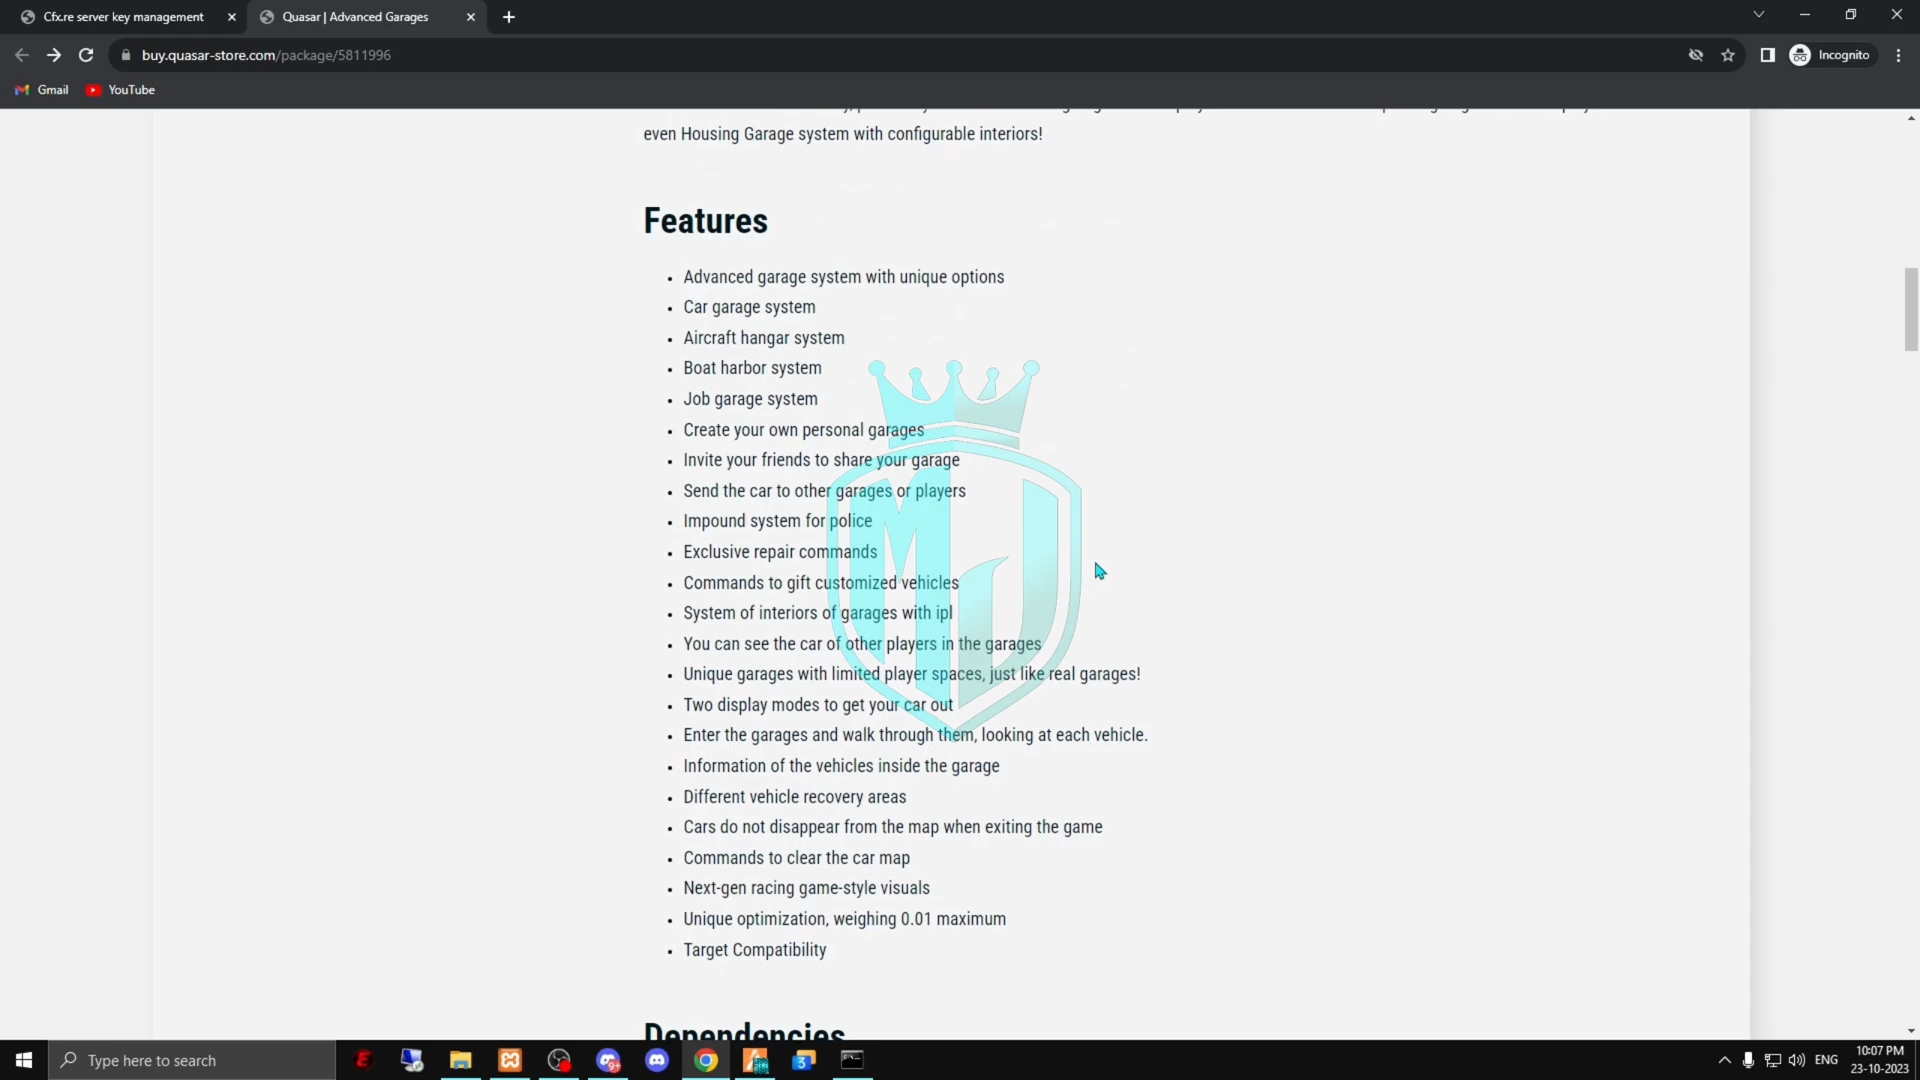 Cfx.re server key management
Quasar | Advanced Garages
buy.quasar-store.com/package/5811996
Incognito
Gmail
YouTube
even Housing Garage system with configurable interiors!
Features
Advanced garage system with unique options
Car garage system
Aircraft hangar system
Boat harbor system
Job garage system
Create your own personal garages
Invite your friends to share your garage
Send the car to other garages or players
Impound system for police
Exclusive repair commands
Commands to gift customized vehicles
System of interiors of garages with ipl
You can see the car of other players in the garages
Unique garages with limited player spaces, just like real garages!
Two display modes to get your car out
Enter the garages and walk through them, looking at each vehicle.
Information of the vehicles inside the garage
Different vehicle recovery areas
Cars do not disappear from the map when exiting the game
Commands to clear the car map
Next-gen racing game-style visuals
Unique optimization, weighing 0.01 maximum
Target Compatibility
Dependencies
MJ
Type here to search
9+
3
ENG
10:07 PM
23-10-2023